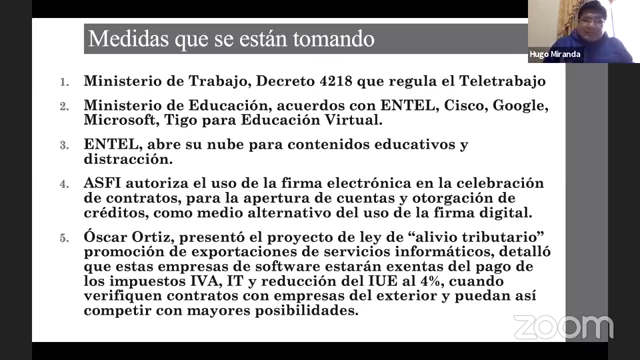 Medidas que se están tomando
Hugo Miranda
1. Ministerio de Trabajo, Decreto 4218 que regula el Teletrabajo
2. Ministerio de Educación, acuerdos con ENTEL, Cisco, Google,
Microsoft, Tigo para Educación Virtual.
3. ENTEL, abre su nube para contenidos educativos y
distracción.
4. ASFI autoriza el uso de la firma electrónica en la celebración
de contratos, para la apertura de cuentas y otorgación de
créditos, como medio alternativo del uso de la firma digital.
5. Óscar Ortiz, presentó el proyecto de ley de “alivio tributario”
promoción de exportaciones de servicios informáticos, detalló
que estas empresas de software estarán exentas del pago de
los impuestos IVA, IT y reducción del IUE al 4%, cuando
verifiquen contratos con empresas del exterior y puedan así
competir con mayores posibilidades.
zoom